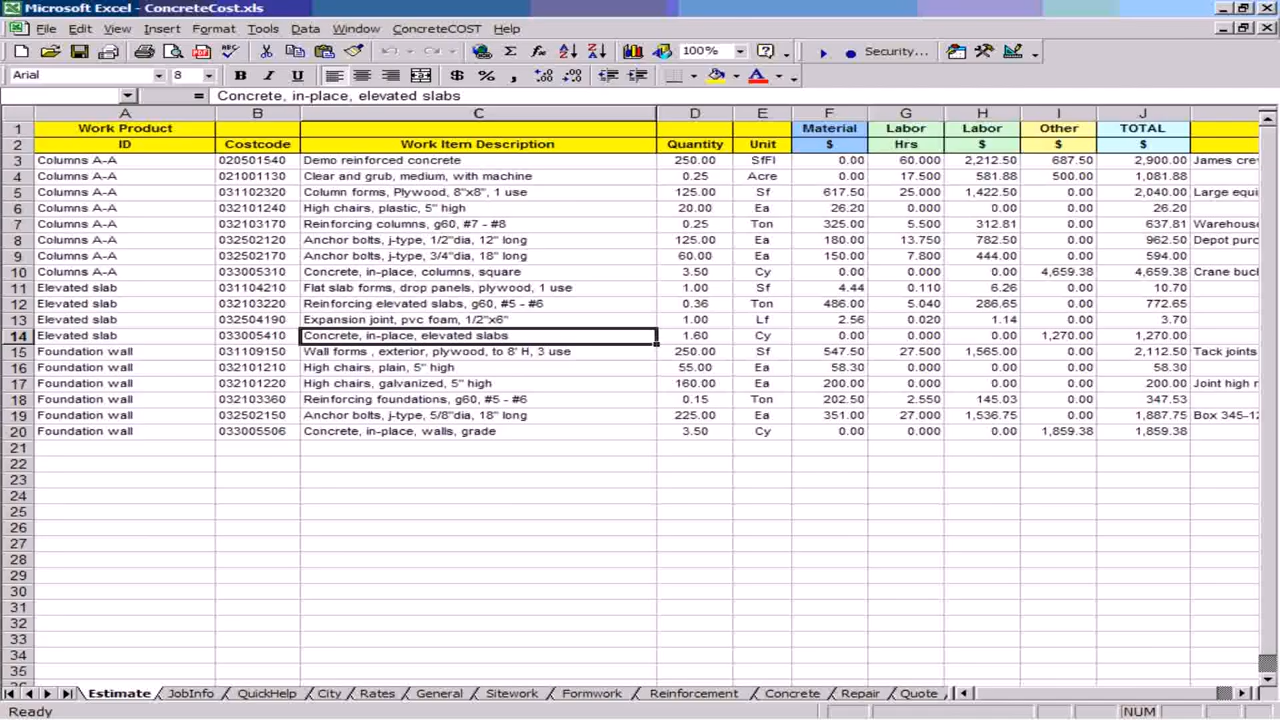 Microsoft Excel - ConcreteCost.xls
File Edit View Insert Format Tools Data Window ConcreteCOST Help
100% Security...
Arial 8 B I U $ % ,
= Concrete, in-place, elevated slabs
A B C D E F G H I J
1 Work Product Material Labor Labor Other TOTAL
2 ID Costcode Work Item Description Quantity Unit $ Hrs $ $ $
3 Columns A-A 020501540 Demo reinforced concrete 250.00 SfFl 0.00 60.000 2,212.50 687.50 2,900.00 James cre
4 Columns A-A 021001130 Clear and grub, medium, with machine 0.25 Acre 0.00 17.500 581.88 500.00 1,081.88
5 Columns A-A 031102320 Column forms, Plywood, 8"x8", 1 use 125.00 Sf 617.50 25.000 1,422.50 0.00 2,040.00 Large equi
6 Columns A-A 032101240 High chairs, plastic, 5" high 20.00 Ea 26.20 0.000 0.00 0.00 26.20
7 Columns A-A 032103170 Reinforcing columns, g60, #7 - #8 0.25 Ton 325.00 5.500 312.81 0.00 637.81 Warehouse
8 Columns A-A 032502120 Anchor bolts, j-type, 1/2"dia, 12" long 125.00 Ea 180.00 13.750 782.50 0.00 962.50 Depot purc
9 Columns A-A 032502170 Anchor bolts, j-type, 3/4"dia, 18" long 60.00 Ea 150.00 7.800 444.00 0.00 594.00
10 Columns A-A 033005310 Concrete, in-place, columns, square 3.50 Cy 0.00 0.000 0.00 4,659.38 4,659.38 Crane buc
11 Elevated slab 031104210 Flat slab forms, drop panels, plywood, 1 use 1.00 Sf 4.44 0.110 6.26 0.00 10.70
12 Elevated slab 032103220 Reinforcing elevated slabs, g60, #5 - #6 0.36 Ton 486.00 5.040 286.65 0.00 772.65
13 Elevated slab 032504190 Expansion joint, pvc foam, 1/2"x6" 1.00 Lf 2.56 0.020 1.14 0.00 3.70
14 Elevated slab 033005410 Concrete, in-place, elevated slabs 1.60 Cy 0.00 0.000 0.00 1,270.00 1,270.00
15 Foundation wall 031109150 Wall forms , exterior, plywood, to 8' H, 3 use 250.00 Sf 547.50 27.500 1,565.00 0.00 2,112.50 Tack joints
16 Foundation wall 032101210 High chairs, plain, 5" high 55.00 Ea 58.30 0.000 0.00 0.00 58.30
17 Foundation wall 032101220 High chairs, galvanized, 5" high 160.00 Ea 200.00 0.000 0.00 0.00 200.00 Joint high r
18 Foundation wall 032103360 Reinforcing foundations, g60, #5 - #6 0.15 Ton 202.50 2.550 145.03 0.00 347.53
19 Foundation wall 032502150 Anchor bolts, j-type, 5/8"dia, 18" long 225.00 Ea 351.00 27.000 1,536.75 0.00 1,887.75 Box 345-12
20 Foundation wall 033005506 Concrete, in-place, walls, grade 3.50 Cy 0.00 0.000 0.00 1,859.38 1,859.38
21
22
23
24
25
26
27
28
29
30
31
32
33
34
35
Estimate JobInfo QuickHelp City Rates General Sitework Formwork Reinforcement Concrete Repair Quote
Ready NUM